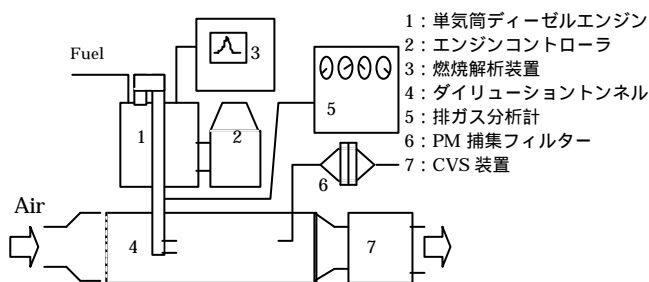 Fuel
3
5
1
2
6
Air
4
7
1：単気筒ディーゼルエンジン
2：エンジンコントローラ
3：燃焼解析装置
4：ダイリューショントンネル
5：排ガス分析計
6：PM 捕集フィルター
7：CVS 装置